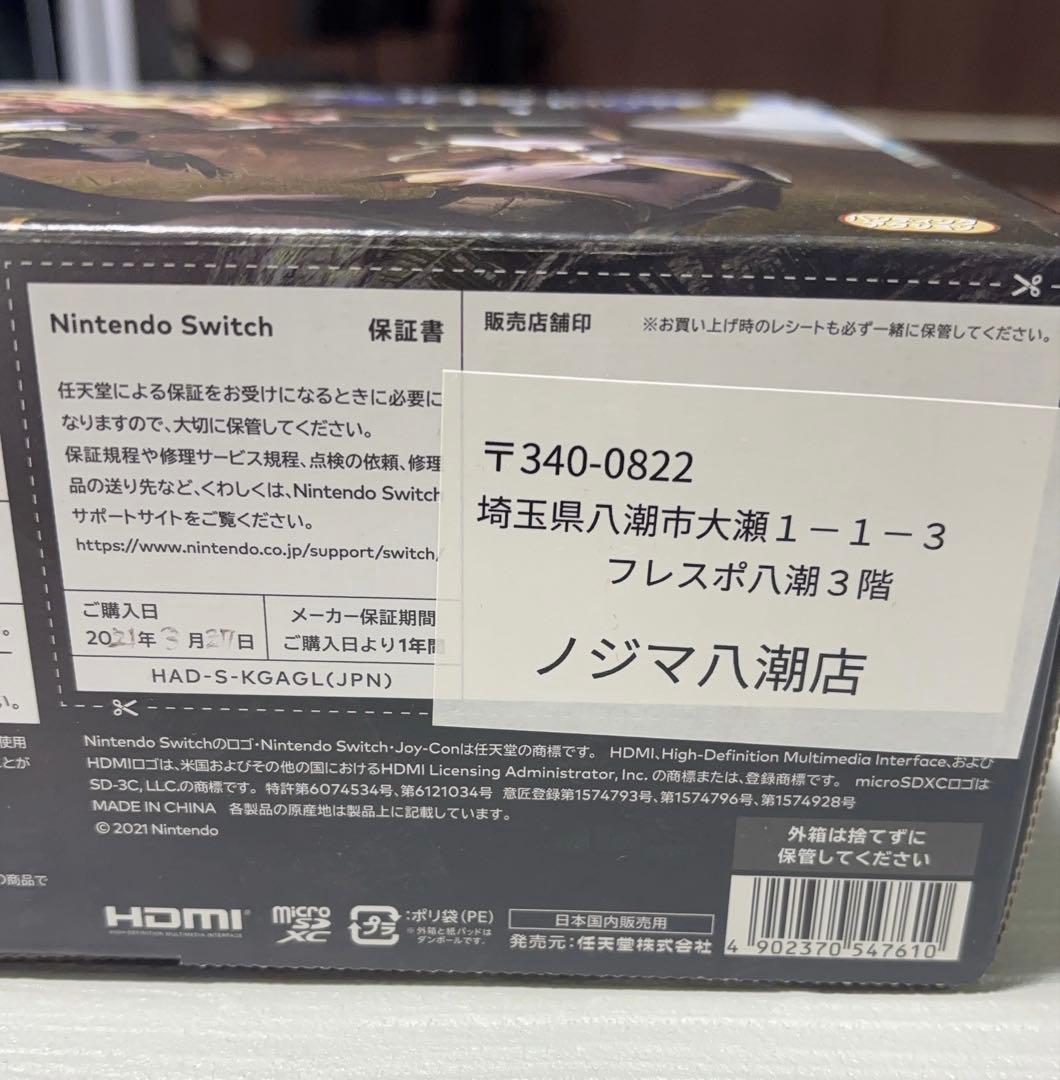 Nintendo Switch 保証書
任天堂による保証をお受けになるときに必要に
なりますので、大切に保管してください。
保証規程や修理サービス規程、点検の依頼、修理
品の送り先など、くわしくは、Nintendo Switch
サポートサイトをご覧ください。
https://www.nintendo.co.jp/support/switch/
ご購入日
2021年3月27日
メーカー保証期間
ご購入日より1年間
HAD-S-KGAGL(JPN)
販売店舗印 ※お買い上げ時のレシートも必ず一緒に保管してください。
〒340-0822
埼玉県八潮市大瀬１－１－３
フレスポ八潮３階
ノジマ八潮店
使用
とが
の商品で
Nintendo Switchのロゴ・Nintendo Switch・Joy-Conは任天堂の商標です。 HDMI、High-Definition Multimedia Interface、および
HDMIロゴは、米国およびその他の国におけるHDMI Licensing Administrator, Inc. の商標または、登録商標です。 microSDXCロゴは
SD-3C, LLC.の商標です。 特許第6074534号、第6121034号 意匠登録第1574793号、第1574796号、第1574928号
MADE IN CHINA 各製品の原産地は製品上に記載しています。
© 2021 Nintendo
HDMI
HIGH-DEFINITION MULTIMEDIA INTERFACE
micro
SD
XC
プラ
:ポリ袋(PE)
※外箱と紙パッドは
ダンボールです。
日本国内販売用
発売元：任天堂株式会社
外箱は捨てずに
保管してください
4 902370 547610